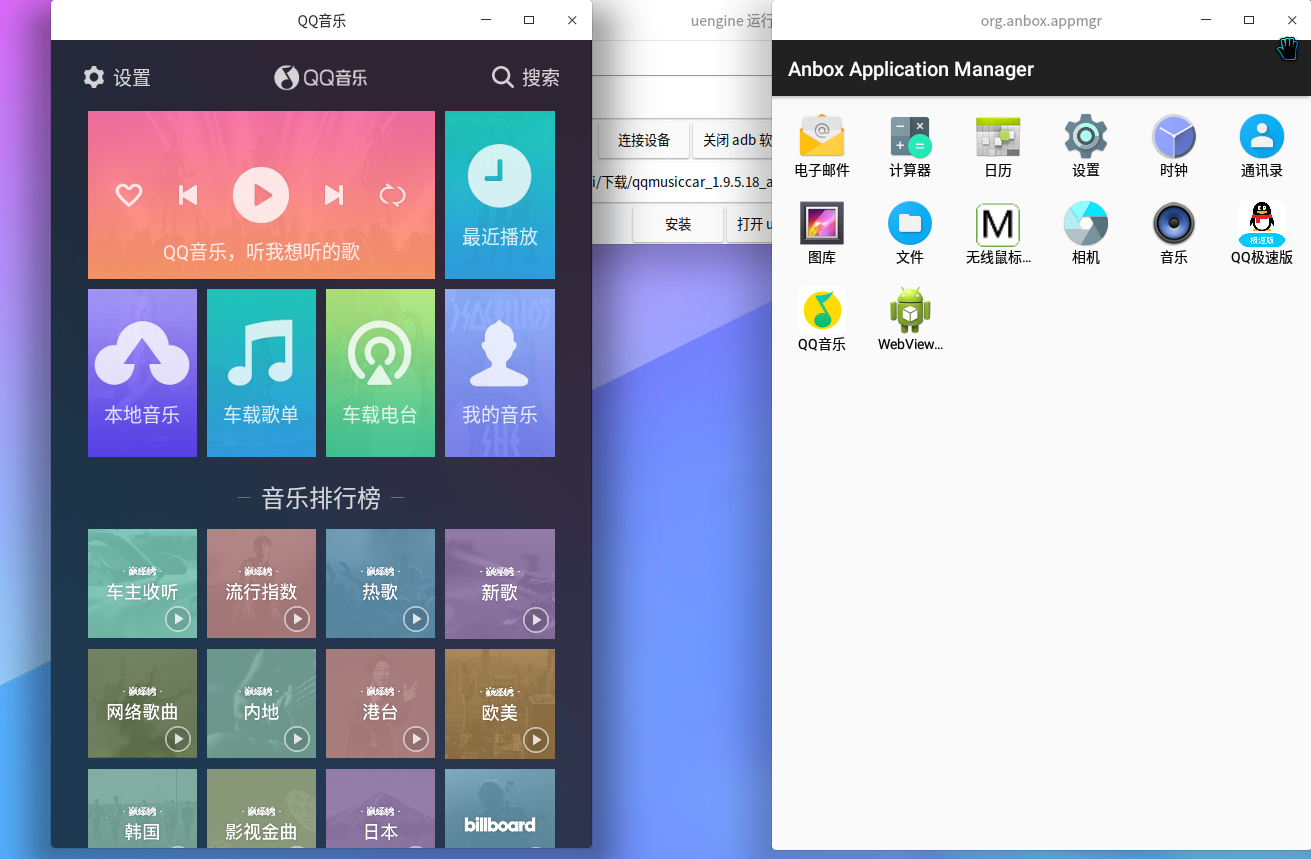 QQ音乐
设置
QQ音乐
搜索
QQ音乐，听我想听的歌
最近播放
本地音乐
车载歌单
车载电台
我的音乐
音乐排行榜
·巅峰榜·
车主收听
·巅峰榜·
流行指数
·巅峰榜·
热歌
·巅峰榜·
新歌
·巅峰榜·
网络歌曲
·巅峰榜·
内地
·巅峰榜·
港台
·巅峰榜·
欧美
·巅峰榜·
韩国
·巅峰榜·
影视金曲
·巅峰榜·
日本
billboard
uengine 运行
连接设备
关闭 adb 软
i/下载/qqmusiccar_1.9.5.18_a
安装
打开 u
org.anbox.appmgr
Anbox Application Manager
电子邮件
计算器
日历
设置
时钟
通讯录
图库
文件
M
无线鼠标...
相机
音乐
极速版
QQ极速版
QQ音乐
WebView...